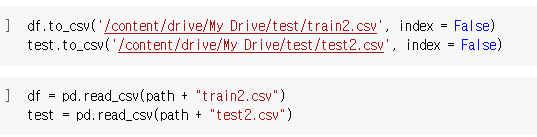 ] df.to_csv('/content/drive/My Drive/test/train2.csv', index = False)
test.to_csv('/content/drive/My Drive/test/test2.csv', index = False)
] df = pd.read_csv(path + "train2.csv")
test = pd.read_csv(path + "test2.csv")